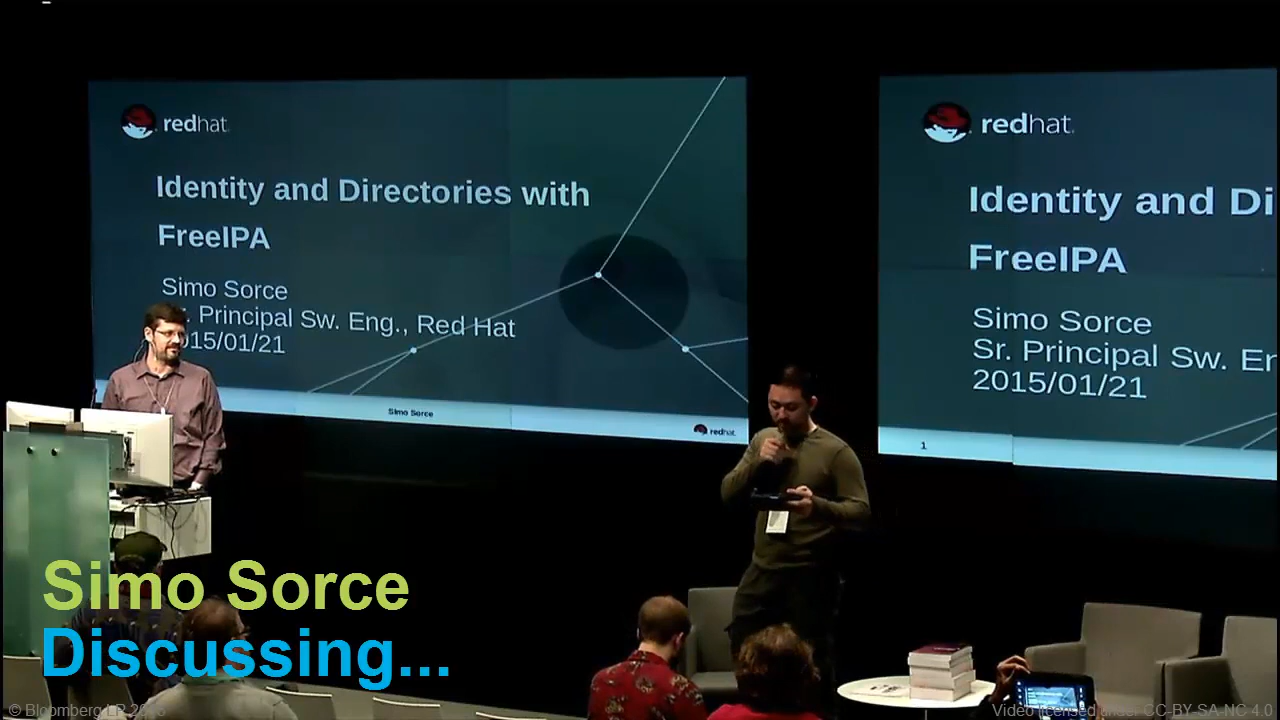 redhat.
Identity and Directories with
FreeIPA
Simo Sorce
Sr. Principal Sw. Eng., Red Hat
2015/01/21
Simo Sorce
redhat.
redhat.
Identity and Di
FreeIPA
Simo Sorce
Sr. Principal Sw. En
2015/01/21
1
Simo Sorce
Discussing...
© Bloomberg LP
Video licensed under CC-BY-SA-NC 4.0